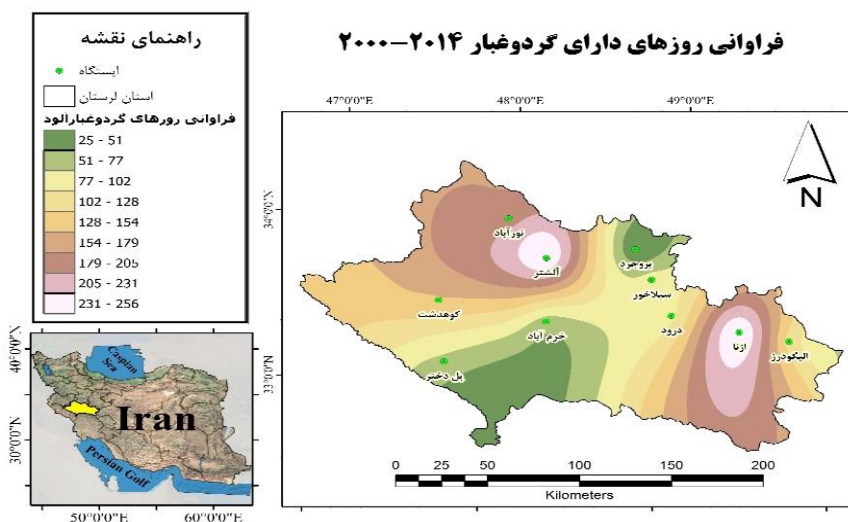 فراوانی روزهای دارای گردوغبار ۲۰۱۴-۲۰۰۰
راهنمای نقشه
ایستگاه
استان لرستان
فراوانی روزهای گردوغبارالود
25 - 51
51 - 77
77 - 102
102 - 128
128 - 154
154 - 179
179 - 205
205 - 231
231 - 256
47°0'0"E
48°0'0"E
49°0'0"E
34°0'0"N
33°0'0"N
N
نورآباد
آلشتر
بروجرد
سیلاخور
کوهدشت
خرم آباد
درود
ازنا
الیگودرز
پل دختر
0 25 50 100 150 200
Kilometers
40°0'0"N
30°0'0"N
Caspian
Sea
Iran
Persian Golf
50°0'0"E
60°0'0"E